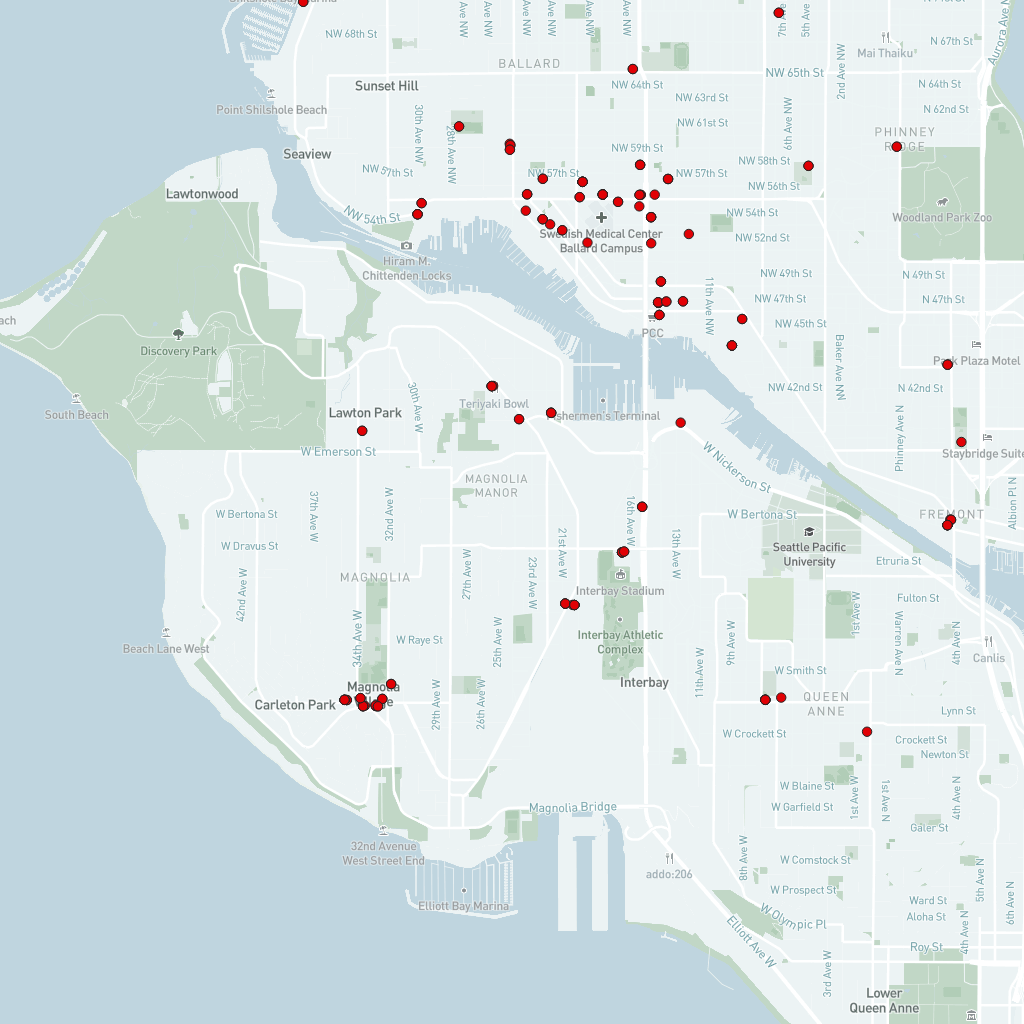 NW 68th St
BALLARD
N 67th St
Mai Thaiku
Aurora Ave N
7th Ave
5th Ave
2nd Ave NW
NW 65th St
Sunset Hill
NW 64th St
N 64th St
Point Shilshole Beach
NW 63rd St
N 62nd St
30th Ave NW
28th Ave NW
NW 61st St
6th Ave NW
PHINNEY
RIDGE
Seaview
NW 59th St
NW 58th St
NW 57th St
NW 57th St
NW 57th St
NW 56th St
Lawtonwood
NW 54th St
NW 54th St
Woodland Park Zoo
Swedish Medical Center
Ballard Campus
NW 52nd St
Hiram M.
Chittenden Locks
NW 49th St
N 49th St
11th Ave NW
NW 47th St
N 47th St
NW 45th St
PCC
Discovery Park
Baker Ave NW
Park Plaza Motel
NW 42nd St
N 42nd St
South Beach
Lawton Park
30th Ave W
Teriyaki Bowl
Fishermen's Terminal
Phinney Ave N
W Emerson St
W Nickerson St
Staybridge Suite
MAGNOLIA
MANOR
Albion Pl N
37th Ave W
32nd Ave W
W Bertona St
16th Ave W
W Bertona St
FREMONT
W Dravus St
21st Ave W
13th Ave W
Seattle Pacific
University
Etruria St
MAGNOLIA
27th Ave W
23rd Ave W
42nd Ave W
Interbay Stadium
Fulton St
34th Ave W
W Raye St
25th Ave W
Interbay Athletic
Complex
9th Ave W
1st Ave W
Warren Ave N
4th Ave N
Beach Lane West
Canlis
W Smith St
Interbay
11th Ave W
Magnolia
Carleton Park
29th Ave W
26th Ave W
QUEEN
ANNE
Lynn St
W Crockett St
Crockett St
Newton St
W Blaine St
1st Ave W
1st Ave N
4th Ave N
Magnolia Bridge
W Garfield St
Galer St
32nd Avenue
West Street End
8th Ave W
addo:206
W Comstock St
5th Ave N
6th Ave N
W Prospect St
Elliott Bay Marina
Ward St
Aloha St
W Olympic Pl
4th Ave N
Elliott Ave W
Roy St
3rd Ave W
Lower
Queen Anne